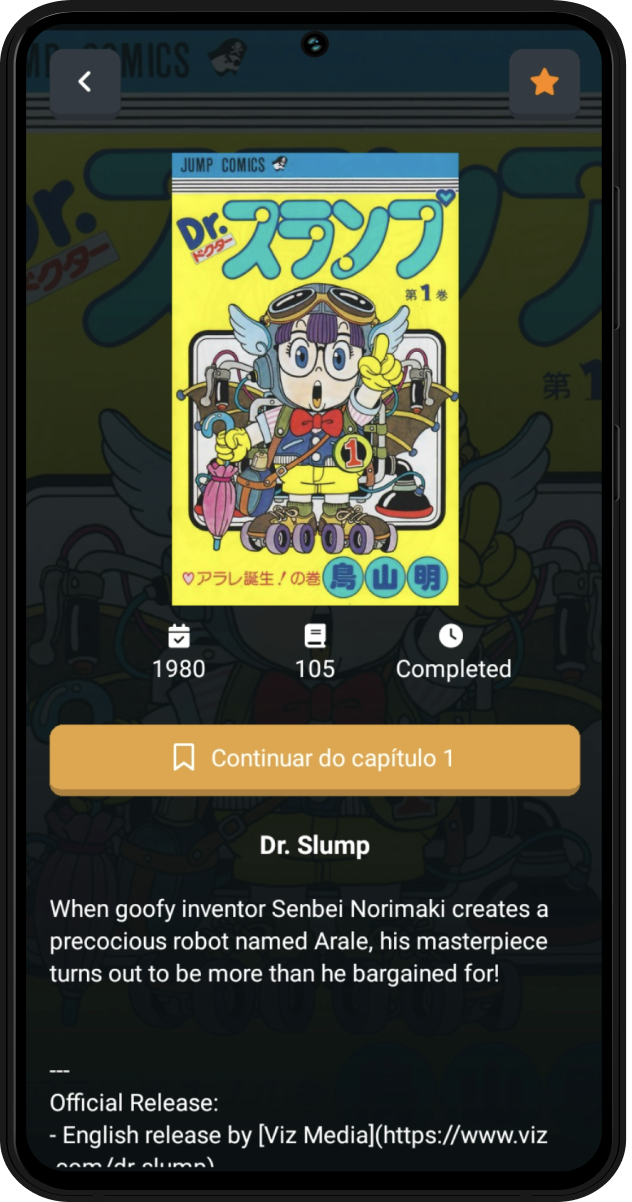 JUMP COMICS
Dr.
ドクター
スランプ
第1巻
1
♡アラレ誕生!の巻 鳥山明
1980
105
Completed
Continuar do capítulo 1
Dr. Slump
When goofy inventor Senbei Norimaki creates a
precocious robot named Arale, his masterpiece
turns out to be more than he bargained for!
---
Official Release:
- English release by [Viz Media](https://www.viz
.com/dr-slump)